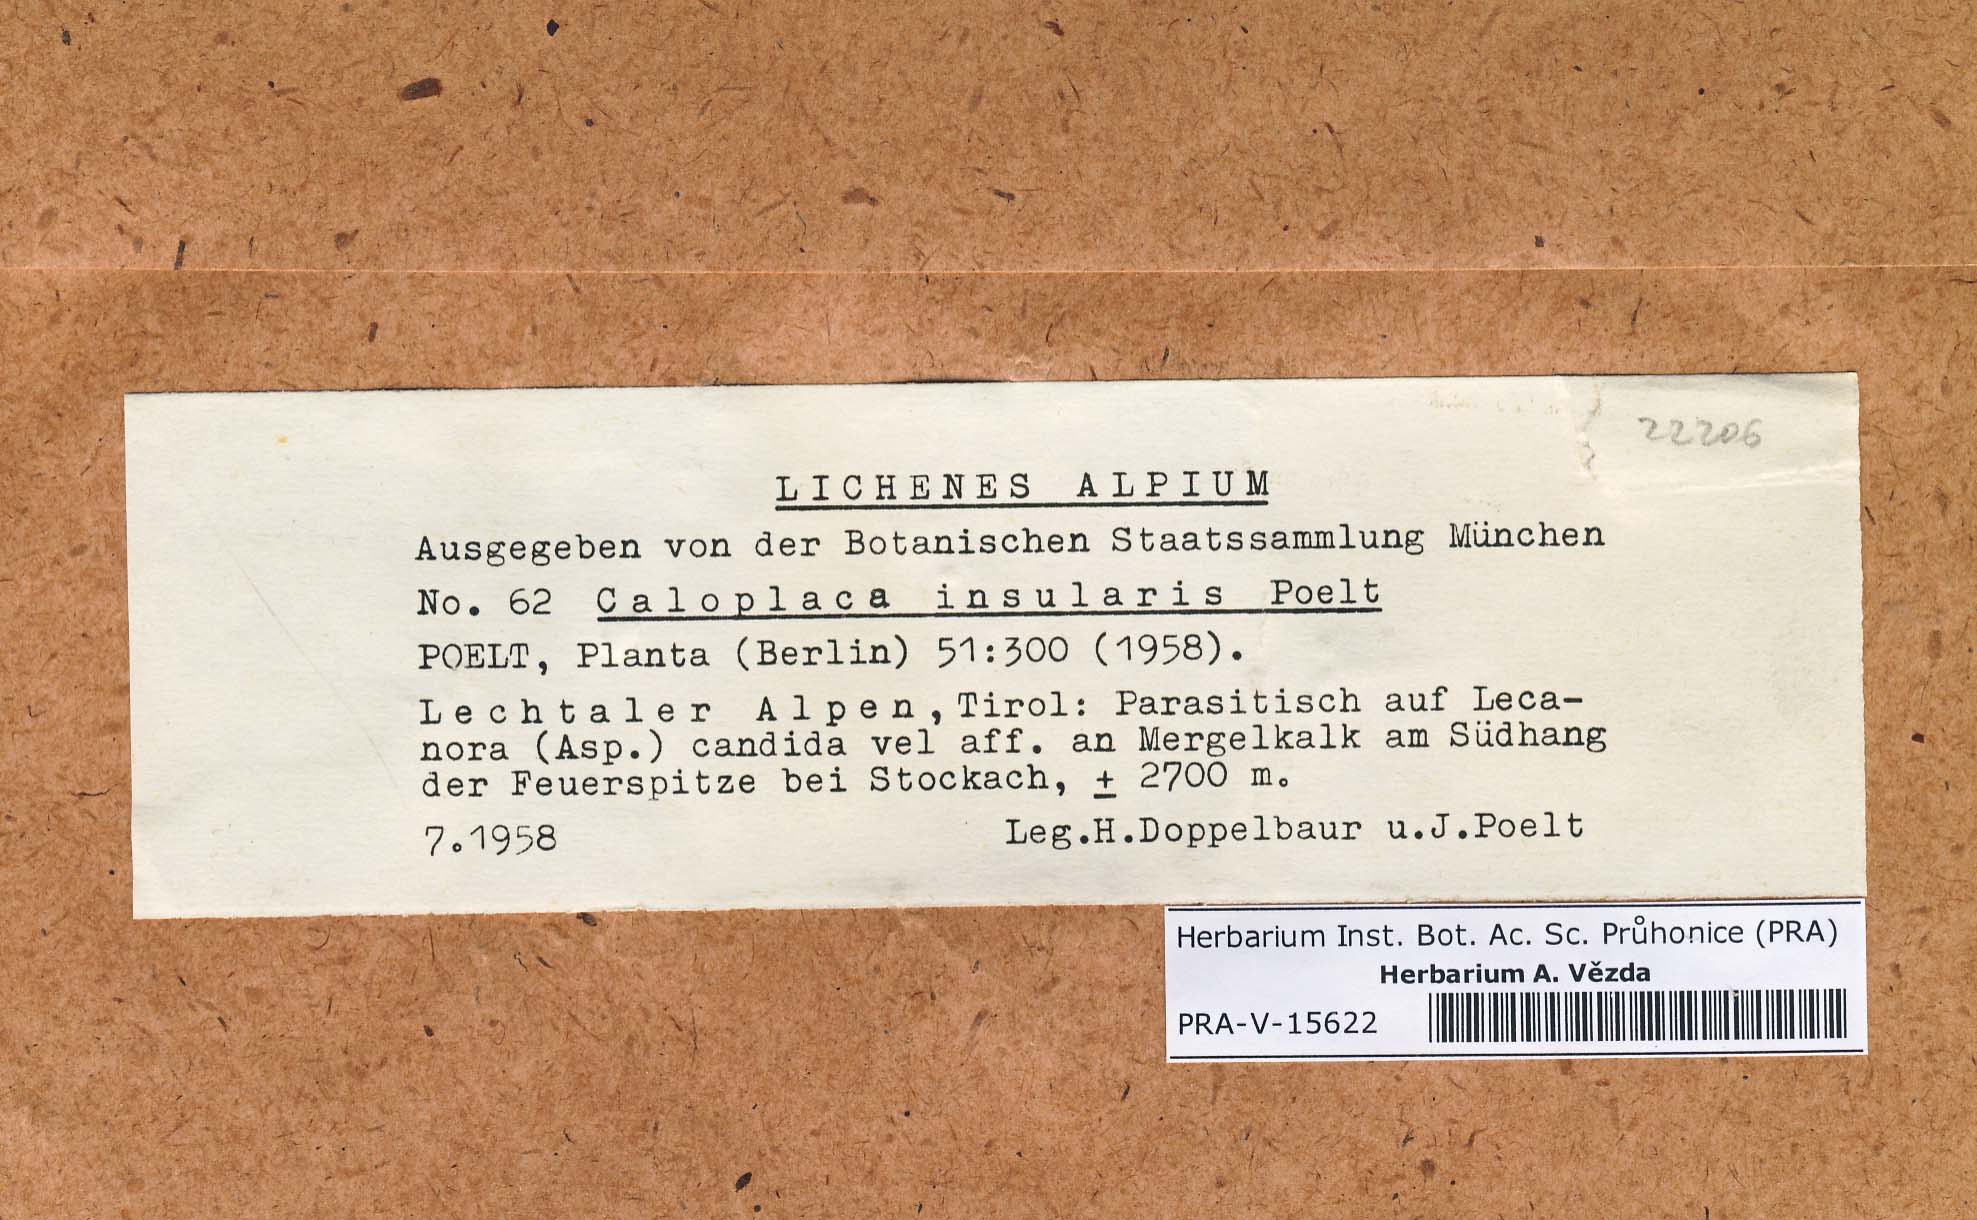 22206
LICHENES ALPIUM
Ausgegeben von der Botanischen Staatssammlung München
No. 62 Caloplaca insularis Poelt
POELT, Planta (Berlin) 51:300 (1958).
Lechtaler Alpen, Tirol: Parasitisch auf Leca-
nora (Asp.) candida vel aff. an Mergelkalk am Südhang
der Feuerspitze bei Stockach, ± 2700 m.
7.1958 Leg.H.Doppelbaur u.J.Poelt
Herbarium Inst. Bot. Ac. Sc. Průhonice (PRA)
Herbarium A. Vězda
PRA-V-15622